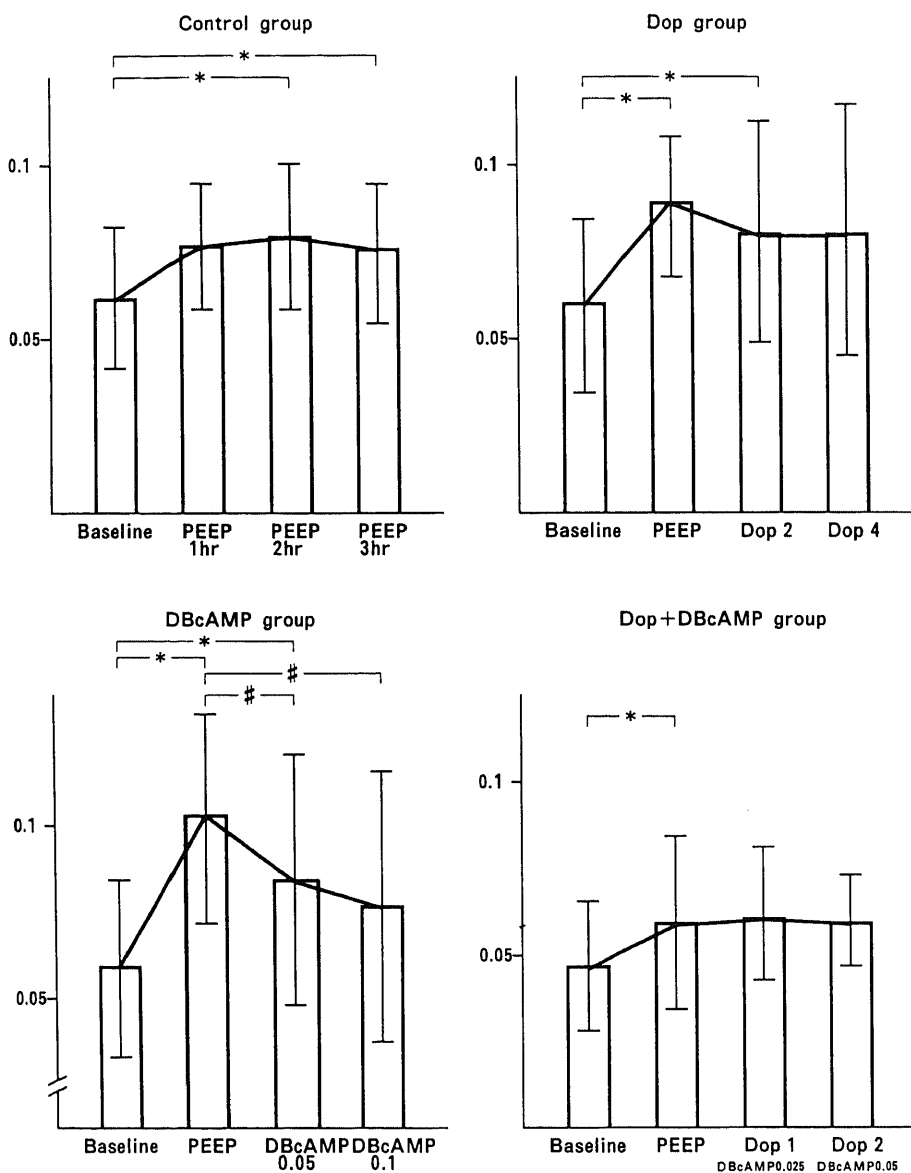 Control group
*
*
0.1
0.05
Baseline PEEP PEEP PEEP
1hr 2hr 3hr
Dop group
*
*
0.1
0.05
Baseline PEEP Dop 2 Dop 4
DBcAMP group
*
*
#
#
0.1
0.05
Baseline PEEP DBcAMP DBcAMP
0.05 0.1
Dop+DBcAMP group
*
0.1
0.05
Baseline PEEP Dop 1 Dop 2
DBcAMP0.025 DBcAMP0.05